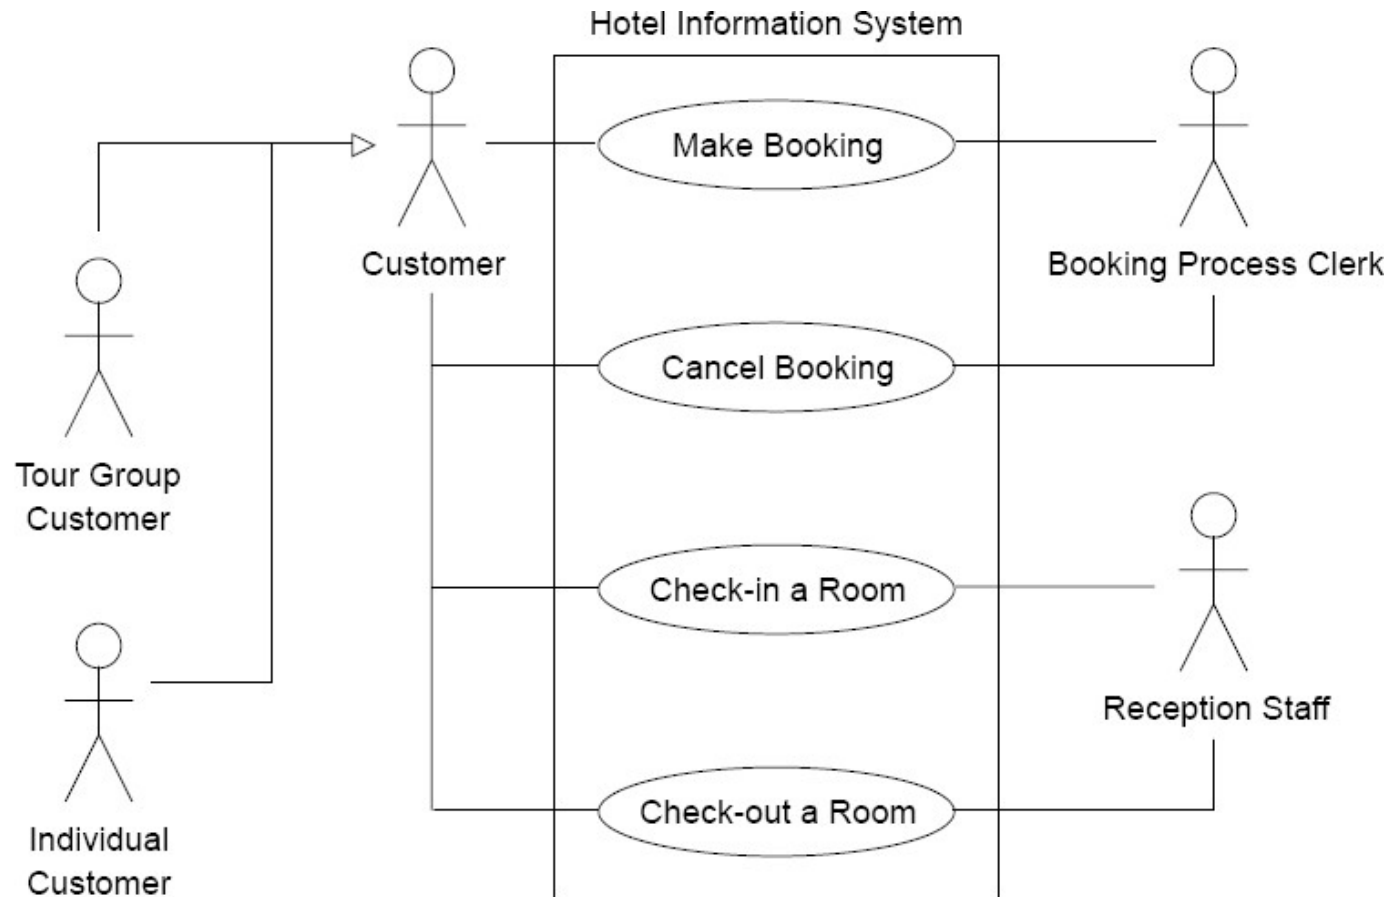 Hotel Information System
Make Booking
Customer
Booking Process Clerk
Cancel Booking
Tour Group
Customer
Check-in a Room
Reception Staff
Check-out a Room
Individual
Customer